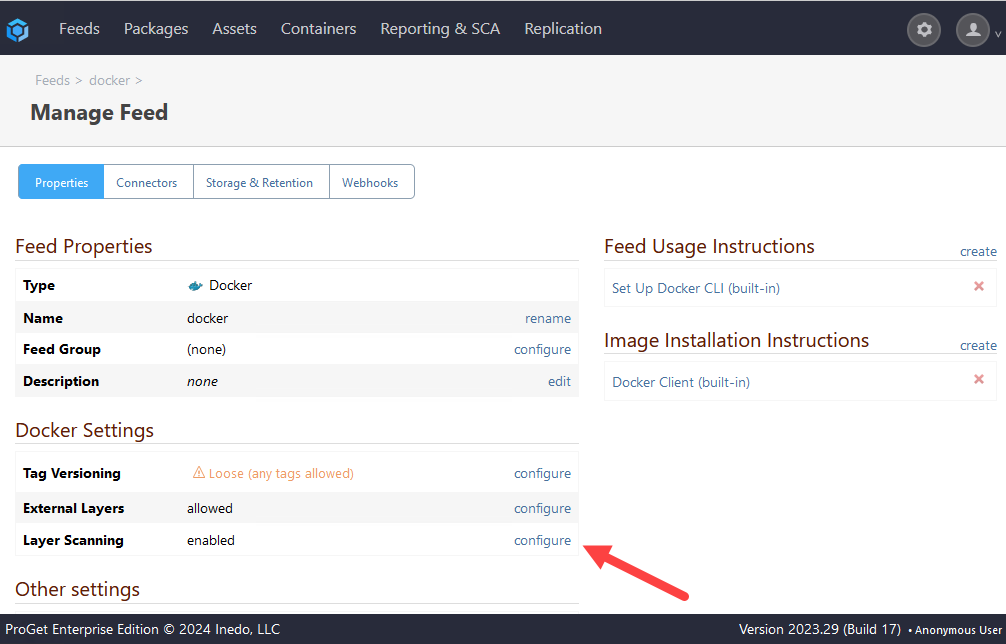 Feeds Packages Assets Containers Reporting & SCA Replication
v
Feeds > docker >
Manage Feed
Properties Connectors Storage & Retention Webhooks
Feed Properties
Type Docker
Name docker rename
Feed Group (none) configure
Description none edit
Docker Settings
Tag Versioning Loose (any tags allowed) configure
External Layers allowed configure
Layer Scanning enabled configure
Other settings
Feed Usage Instructions create
Set Up Docker CLI (built-in)
Image Installation Instructions create
Docker Client (built-in)
ProGet Enterprise Edition © 2024 Inedo, LLC Version 2023.29 (Build 17) • Anonymous User